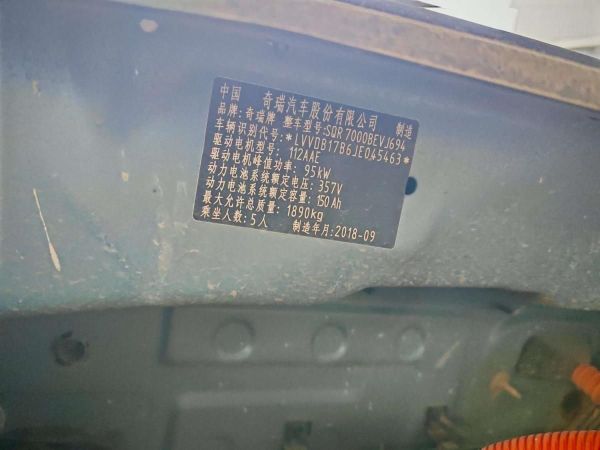 中国 奇瑞汽车股份有限公司 制造
品牌:奇瑞牌 整车型号:SQR7000BEVJ694
车辆识别代号:*LVVDB17B6JE045463*
驱动电机型号:112AAE
驱动电机峰值功率:95kW
动力电池系统额定电压:357V
动力电池系统额定容量:150Ah
最大允许总质量:1890kg
乘坐人数:5人 制造年月:2018-09